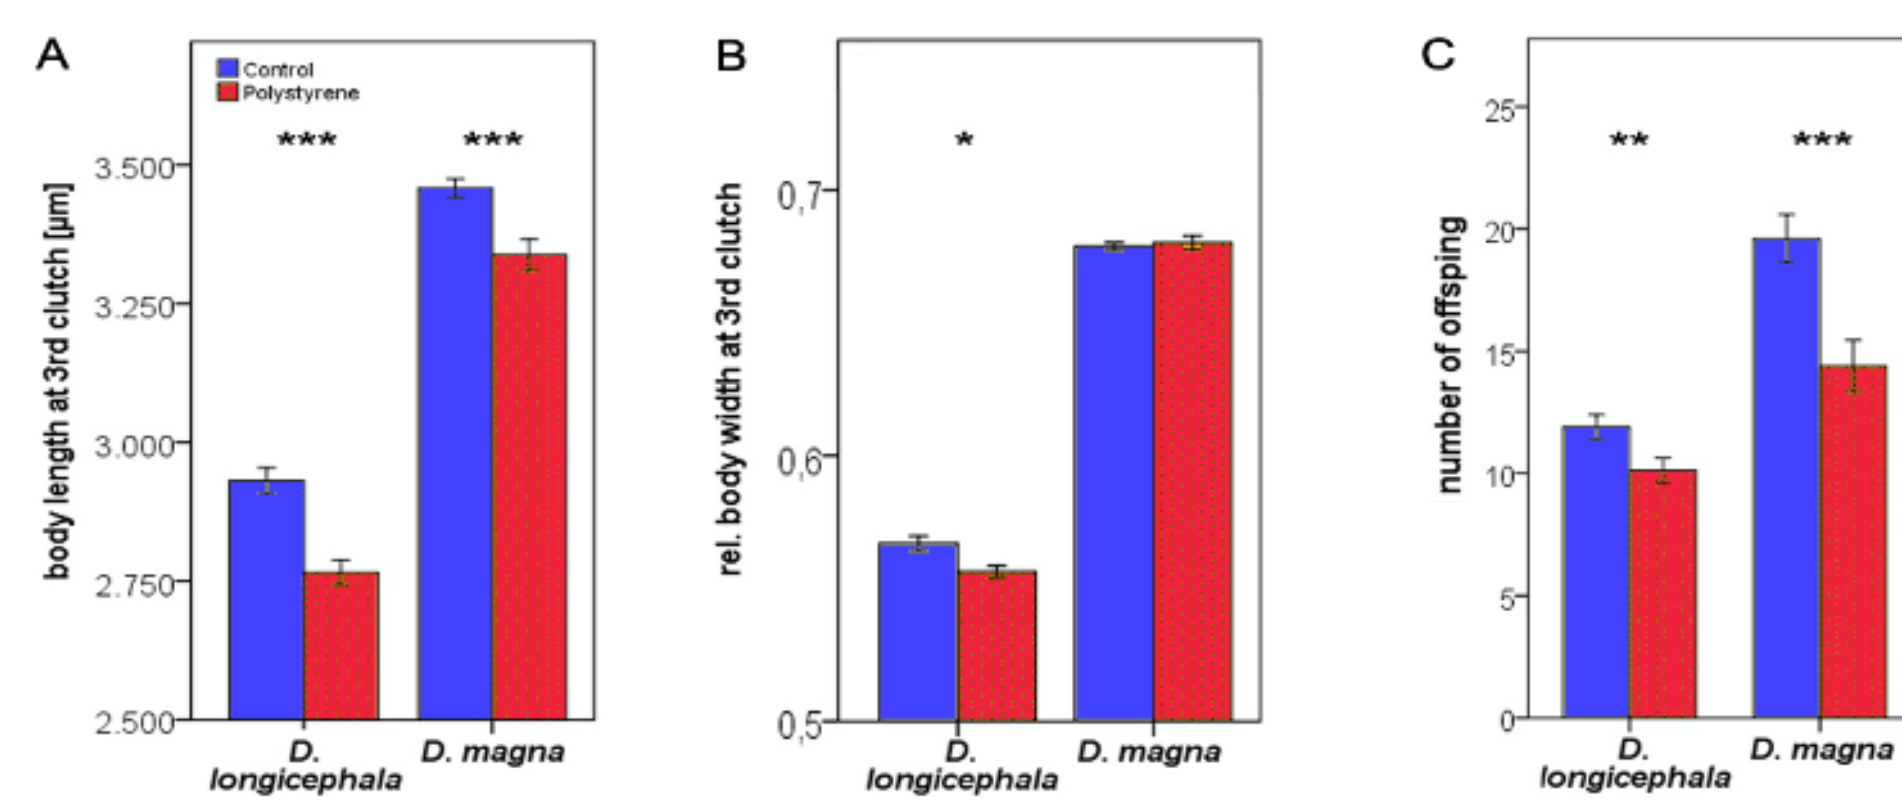 A
Control
Polystyrene
*** ***
3.500
3.250
3.000
2.750
2.500
body length at 3rd clutch [µm]
D. longicephala
D. magna
B
*
0,7
0,6
0,5
rel. body width at 3rd clutch
D. longicephala
D. magna
C
** ***
25
20
15
10
5
0
number of offsping
D. longicephala
D. magna